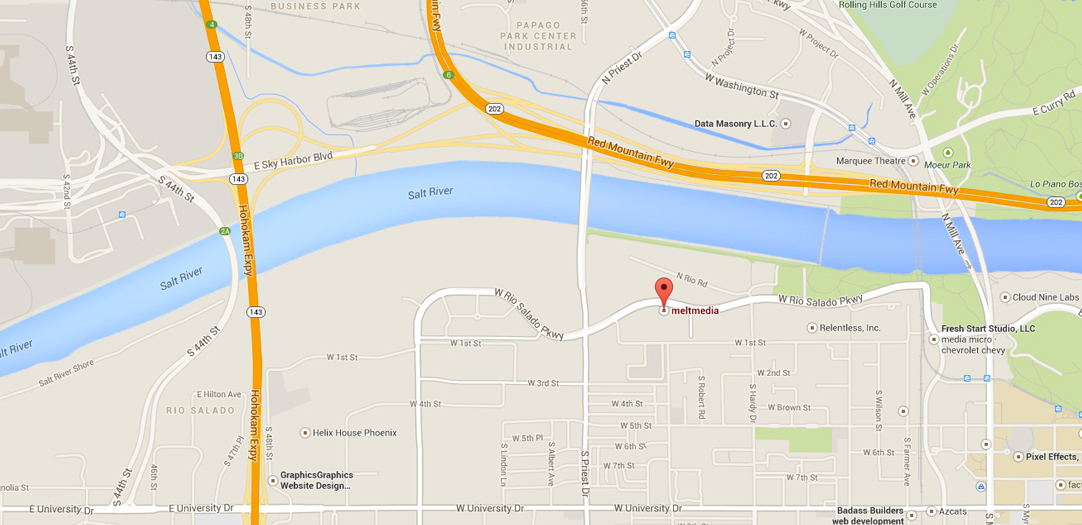 BUSINESS PARK
Rolling Hills Golf Course
PAPAGO
PARK CENTER
INDUSTRIAL
4
143
S 48th St
S 44th St
N Priest Dr
N Project Dr
W Project Dr
W Operations Dr
6
202
W Washington St
N Mill Ave
E Curry Rd
Data Masonry L.L.C.
Red Mountain Fwy
Marquee Theatre
Moeur Park
3B
E Sky Harbor Blvd
143
202
Red Mountain Fwy
Lo Piano Bos
202
S 42nd St
S 44th St
Salt River
2A
Hohokam Expy
N Mill Ave
Salt River
N Rio Rd
W Rio Salado Pkwy
meltmedia
W Rio Salado Pkwy
Cloud Nine Labs
143
Relentless, Inc.
Fresh Start Studio, LLC
media micro
chevrolet chevy
S 44th St
Salt River
W 1st St
W 1st St
W 1st St
Salt River Shore
W 2nd St
W 3rd St
E Hilton Ave
RIO SALADO
W 4th St
W 4th St
S Robert Rd
S Hardy Dr
W Brown St
S Wilson St
Hohokam Expy
S 48th St
Helix House Phoenix
W 5th St
W 5th Pl
W 6th St
W 6th St
S 47th Pl
S Lindon Ln
S Albert Ave
S Priest Dr
W 7th St
S Farmer Ave
Pixel Effects,
46th St
S 44th St
GraphicsGraphics
Website Design...
E University Dr
E University Dr
W University Dr
W University Dr
Badass Builders
web development
Azcats